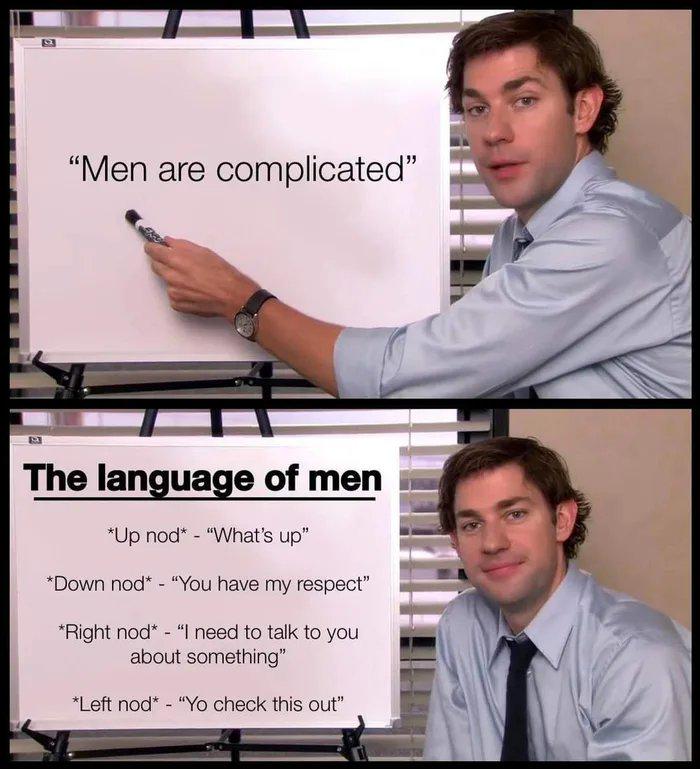 “Men are complicated”
The language of men
*Up nod* - “What’s up”
*Down nod* - “You have my respect”
*Right nod* - “I need to talk to you
about something”
*Left nod* - “Yo check this out”